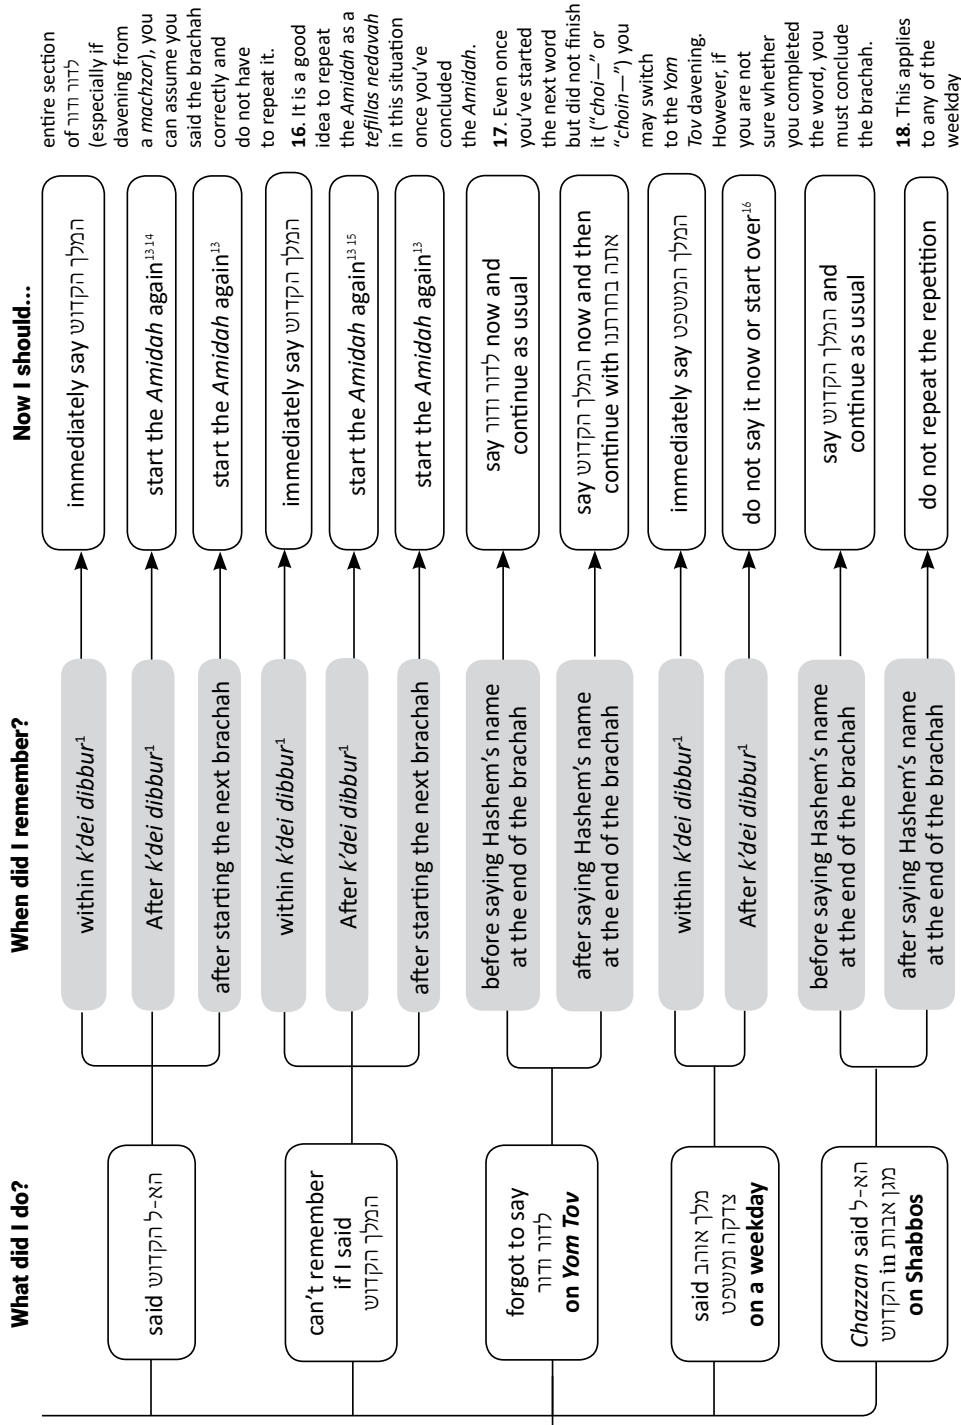 What did I do?
When did I remember?
Now I should...
said הא-ל הקדוש
within k'dei dibbur1
immediately say המלך הקדוש
After k'dei dibbur1
start the Amidah again13 14
after starting the next brachah
start the Amidah again13
can't remember
if I said
המלך הקדוש
within k'dei dibbur1
immediately say המלך הקדוש
After k'dei dibbur1
start the Amidah again13 15
after starting the next brachah
start the Amidah again13
forgot to say
לדור ודור
on Yom Tov
before saying Hashem's name
at the end of the brachah
say לדור ודור now and
continue as usual
after saying Hashem's name
at the end of the brachah
say המלך הקדוש now and then
continue with אתה בחרתנו
said מלך אוהב
צדקה ומשפט
on a weekday
within k'dei dibbur1
immediately say המלך המשפט
After k'dei dibbur1
do not say it now or start over16
Chazzan said הא-ל
הקדוש in מגן אבות
on Shabbos
before saying Hashem's name
at the end of the brachah
say המלך הקדוש and
continue as usual
after saying Hashem's name
at the end of the brachah
do not repeat the repetition
entire section
of לדור ודור
(especially if
davening from
a machzor), you
can assume you
said the brachah
correctly and
do not have
to repeat it.
16. It is a good
idea to repeat
the Amidah as a
tefillas nedavah
in this situation
once you've
concluded
the Amidah.
17. Even once
you've started
the next word
but did not finish
it ("choi—" or
"choin—") you
may switch
to the Yom
Tov davening.
However, if
you are not
sure whether
you completed
the word, you
must conclude
the brachah.
18. This applies
to any of the
weekday